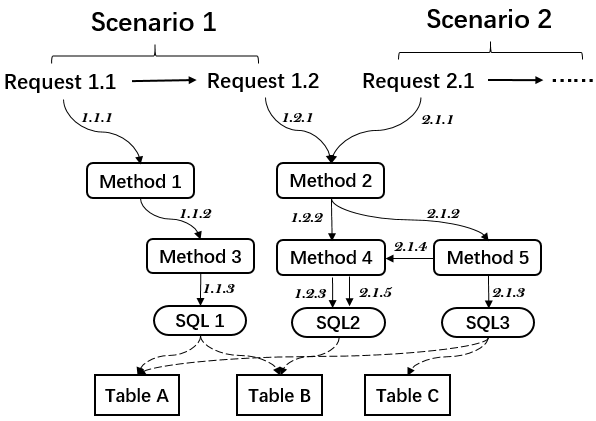 Scenario 1
Scenario 2
Request 1.1
Request 1.2
Request 2.1
······
1.1.1
1.2.1
2.1.1
Method 1
Method 2
1.1.2
1.2.2
2.1.2
Method 3
Method 4
2.1.4
Method 5
1.1.3
1.2.3
2.1.5
2.1.3
SQL 1
SQL2
SQL3
Table A
Table B
Table C